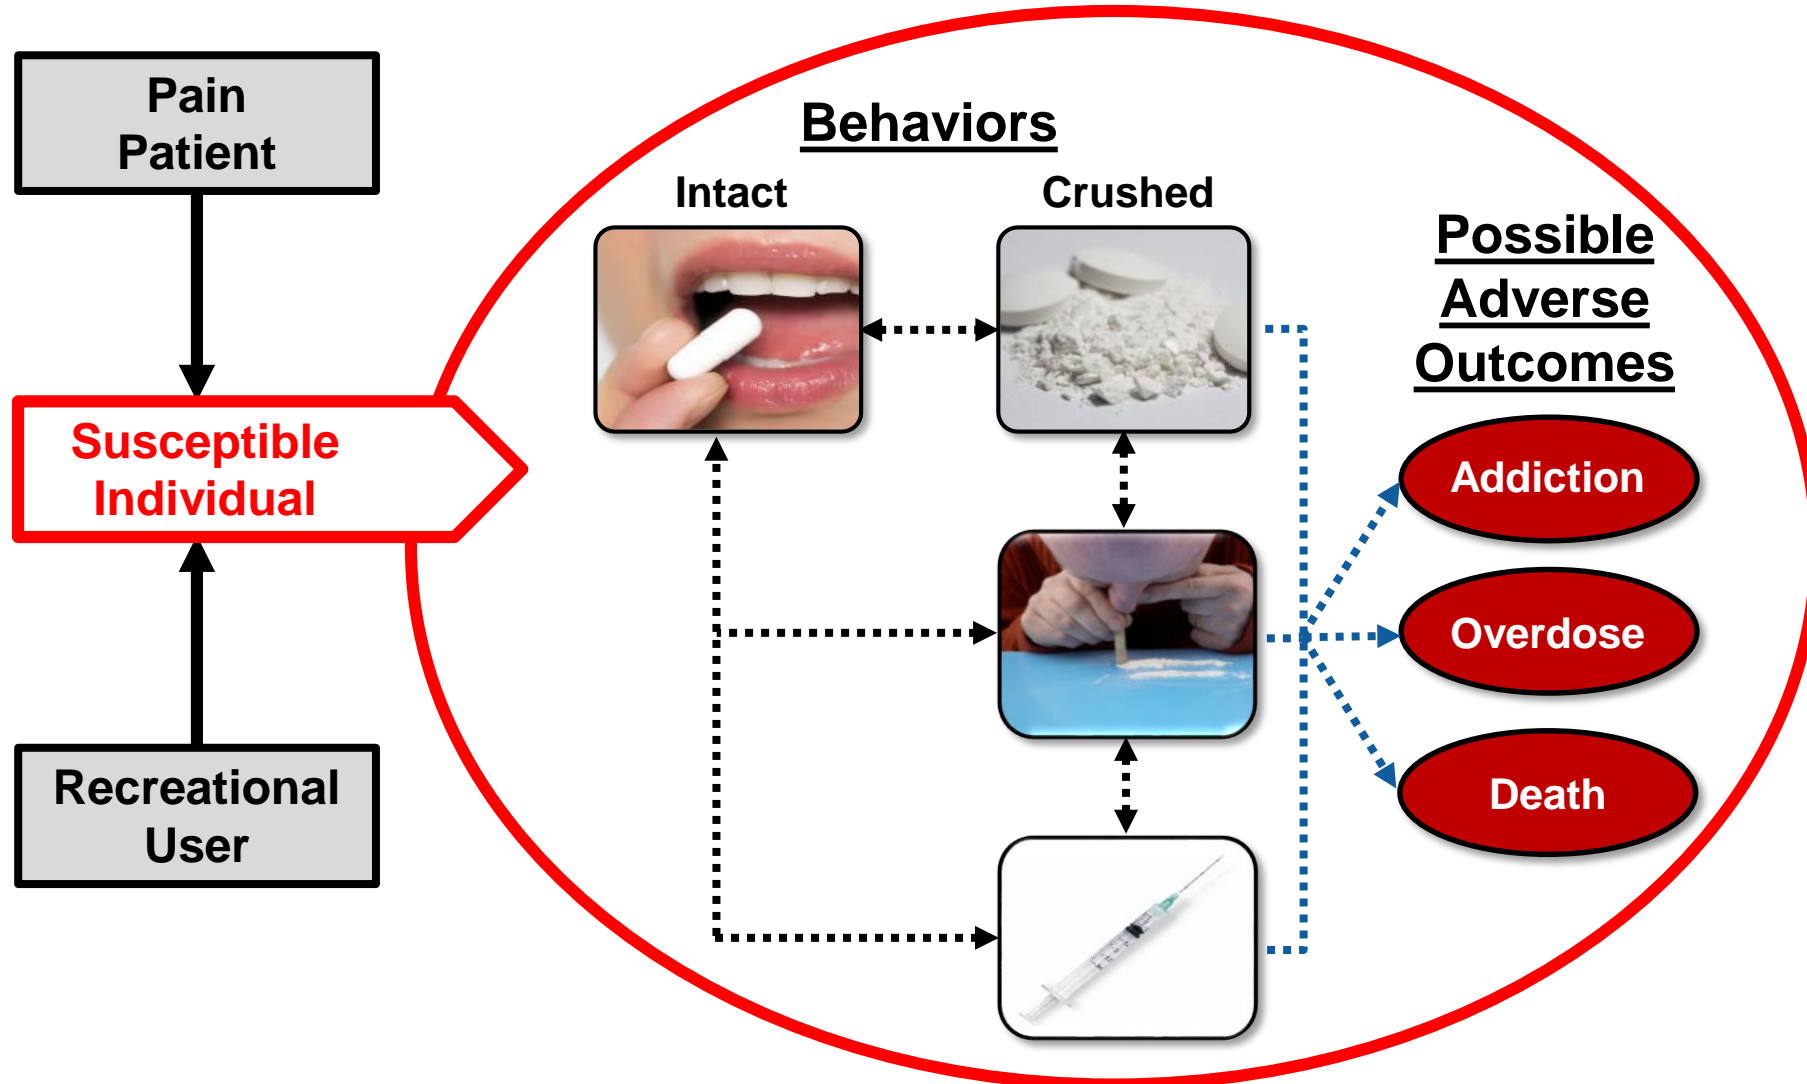 Pain
Patient
Susceptible
Individual
Recreational
User
Behaviors
Intact
Crushed
Possible
Adverse
Outcomes
Addiction
Overdose
Death